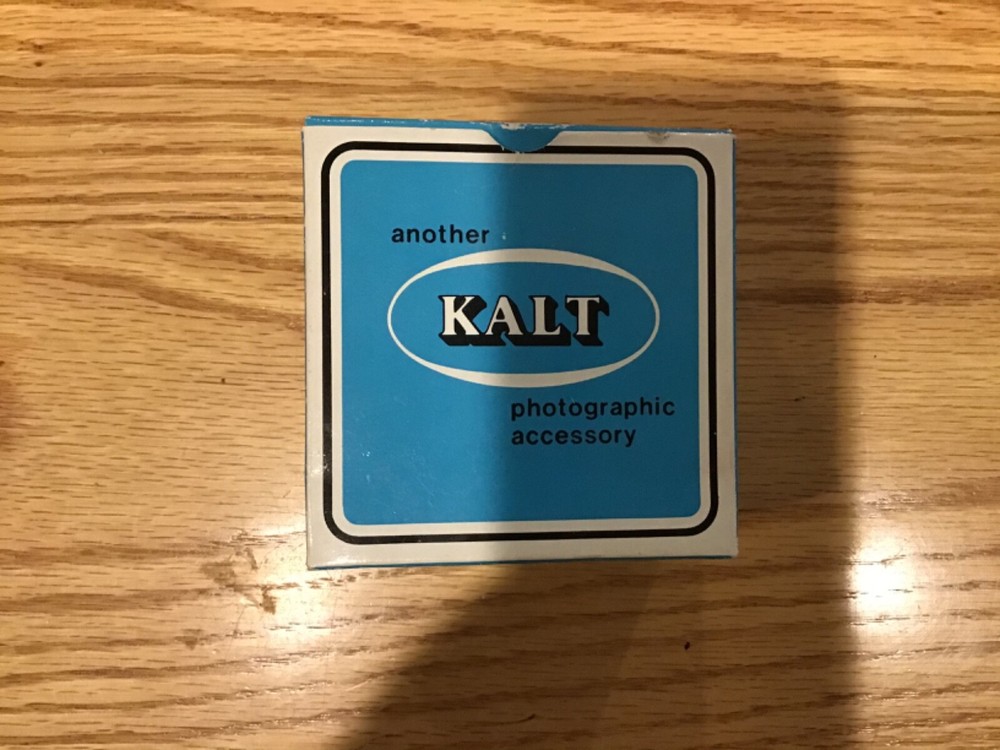 another
KALT
photographic
accessory